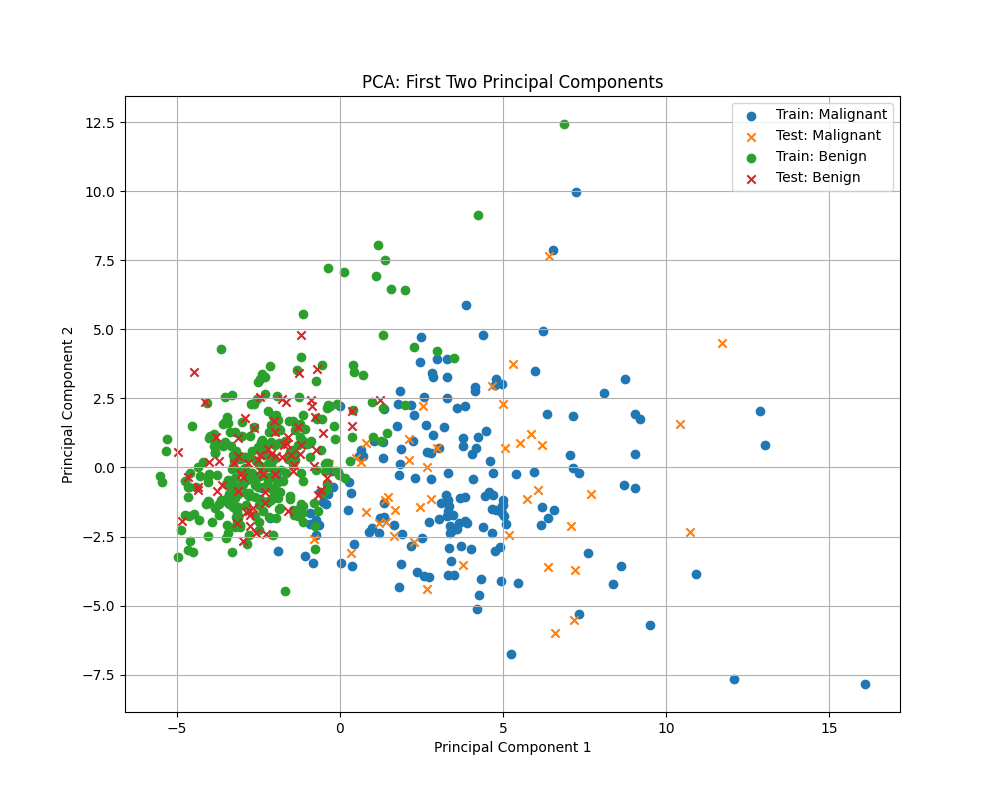 PCA: First Two Principal Components
Train: Malignant
Test: Malignant
Train: Benign
Test: Benign
12.5
10.0
7.5
5.0
2.5
0.0
−2.5
−5.0
−7.5
Principal Component 2
−5
0
5
10
15
Principal Component 1